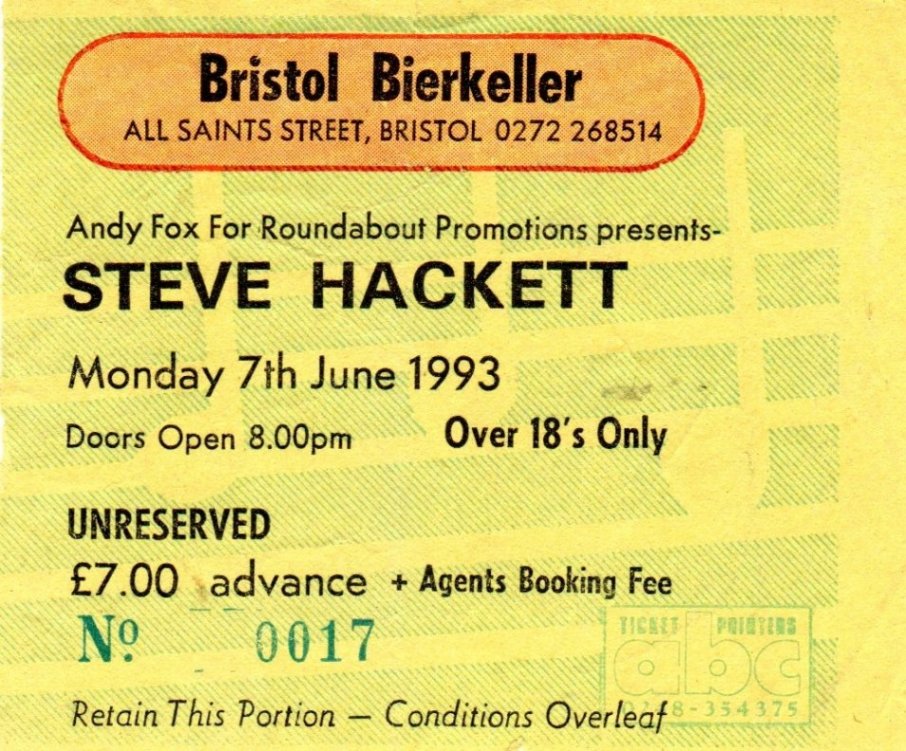 Bristol Bierkeller
ALL SAINTS STREET, BRISTOL 0272 268514
Andy Fox For Roundabout Promotions presents-
STEVE HACKETT
Monday 7th June 1993
Doors Open 8.00pm Over 18's Only
UNRESERVED
£7.00 advance + Agents Booking Fee
Nº 0017
TICKET PRINTERS
abc
8-354375
Retain This Portion — Conditions Overleaf